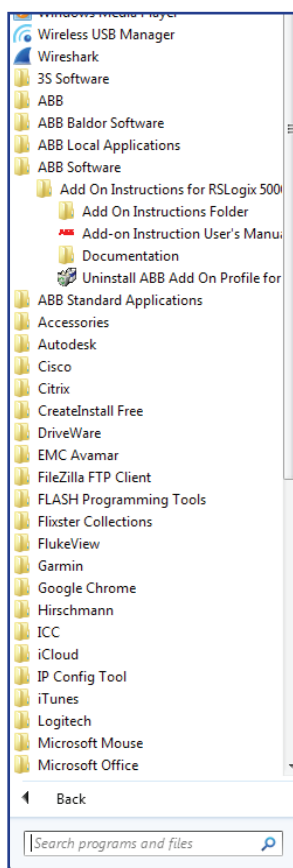 Windows Media Player
Wireless USB Manager
Wireshark
3S Software
ABB
ABB Baldor Software
ABB Local Applications
ABB Software
Add On Instructions for RSLogix 500
Add On Instructions Folder
ABB Add-on Instruction User's Manu
Documentation
Uninstall ABB Add On Profile for
ABB Standard Applications
Accessories
Autodesk
Cisco
Citrix
CreateInstall Free
DriveWare
EMC Avamar
FileZilla FTP Client
FLASH Programming Tools
Flixster Collections
FlukeView
Garmin
Google Chrome
Hirschmann
ICC
iCloud
IP Config Tool
iTunes
Logitech
Microsoft Mouse
Microsoft Office
Back
Search programs and files